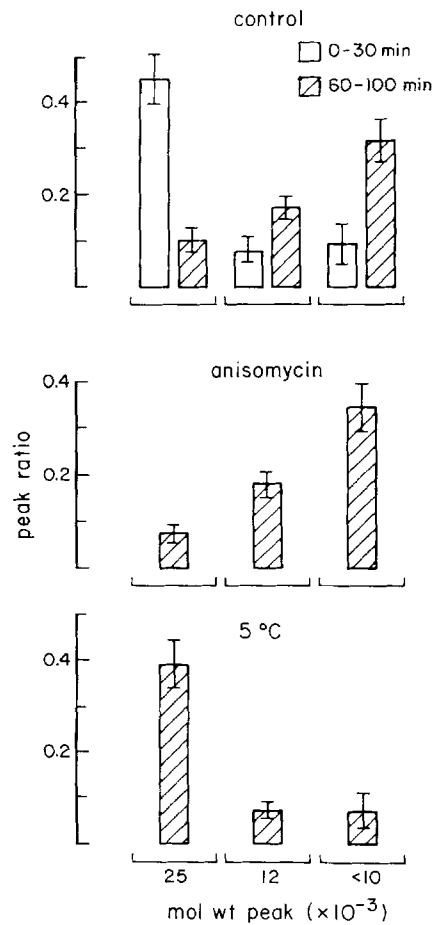 control
0-30 min
60-100 min
0.4
0.2
anisomycin
0.4
0.2
peak ratio
5 °C
0.4
0.2
25 12 <10
mol wt peak (×10⁻³)